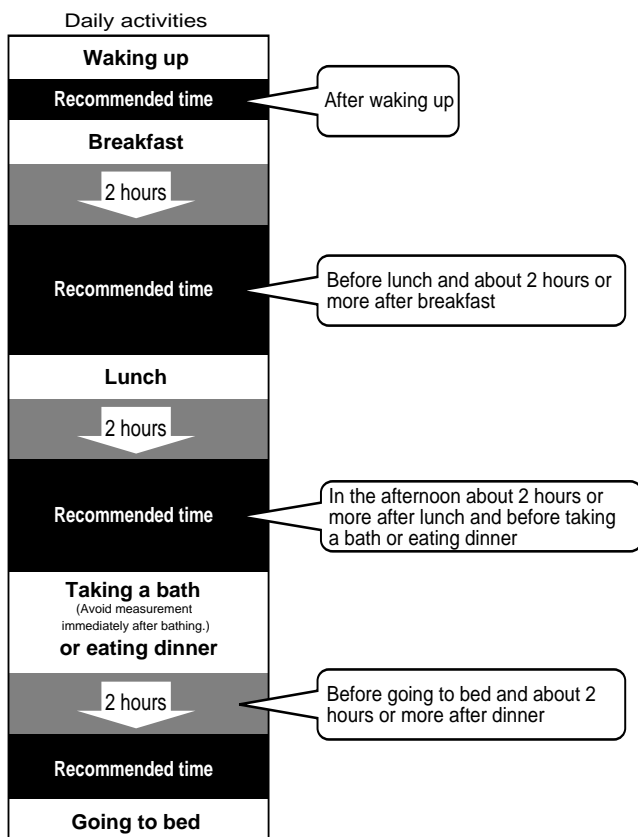 Daily activities
Waking up
Recommended time
After waking up
Breakfast
2 hours
Recommended time
Before lunch and about 2 hours or
more after breakfast
Lunch
2 hours
Recommended time
In the afternoon about 2 hours or
more after lunch and before taking
a bath or eating dinner
Taking a bath
(Avoid measurement
immediately after bathing.)
or eating dinner
2 hours
Before going to bed and about 2
hours or more after dinner
Recommended time
Going to bed